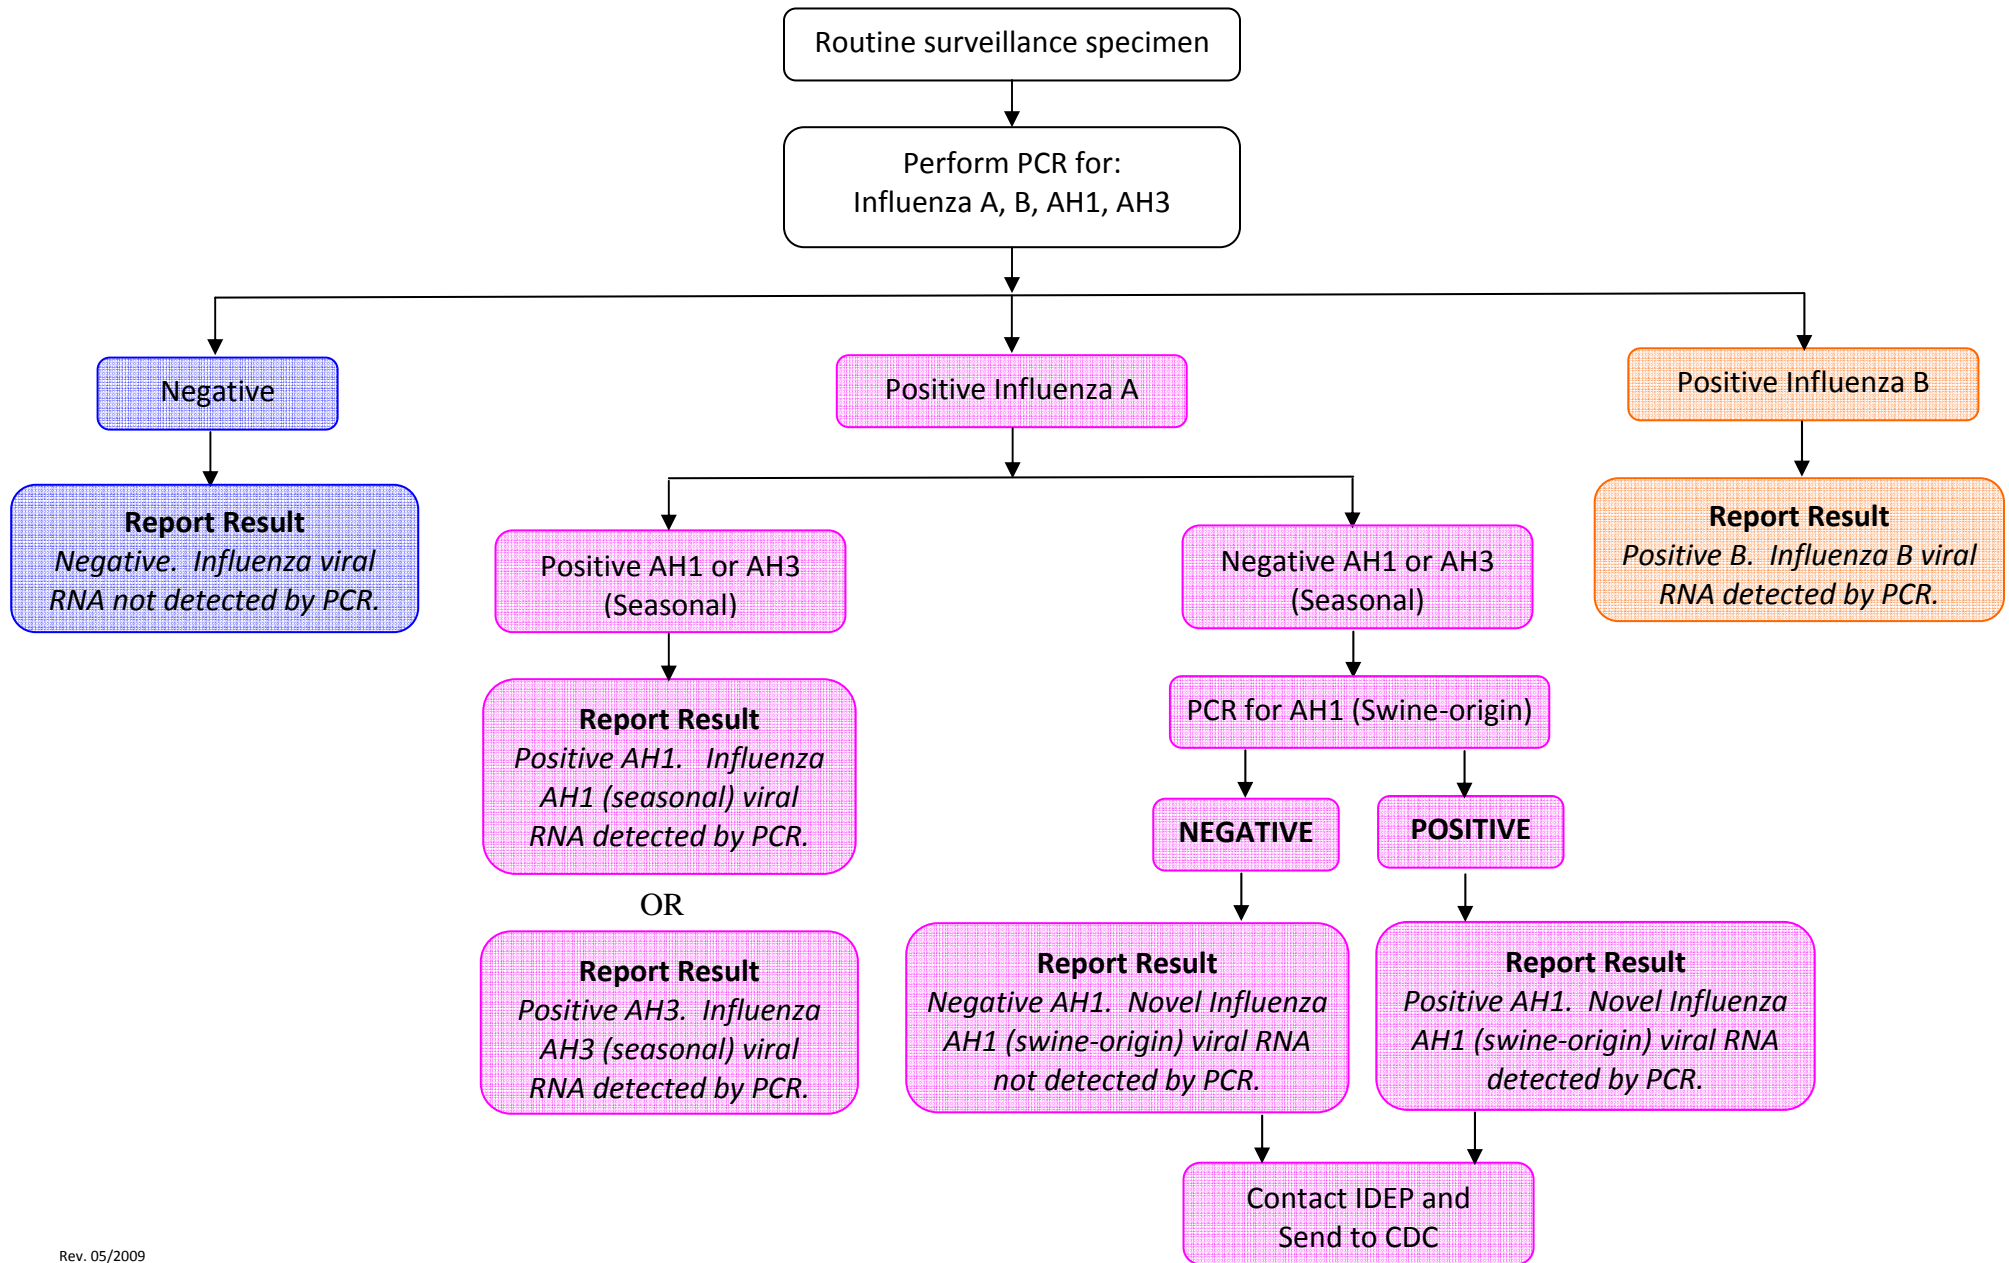 Routine surveillance specimen
Perform PCR for:
Influenza A, B, AH1, AH3
Negative
Positive Influenza A
Positive Influenza B
Report Result
Negative.  Influenza viral
RNA not detected by PCR.
Positive AH1 or AH3
(Seasonal)
Negative AH1 or AH3
(Seasonal)
Report Result
Positive B.  Influenza B viral
RNA detected by PCR.
Report Result
Positive AH1.   Influenza
AH1 (seasonal) viral
RNA detected by PCR.
OR
Report Result
Positive AH3.  Influenza
AH3 (seasonal) viral
RNA detected by PCR.
PCR for AH1 (Swine-origin)
NEGATIVE
POSITIVE
Report Result
Negative AH1.  Novel Influenza
AH1 (swine-origin) viral RNA
not detected by PCR.
Report Result
Positive AH1.  Novel Influenza
AH1 (swine-origin) viral RNA
detected by PCR.
Contact IDEP and
Send to CDC
Rev. 05/2009